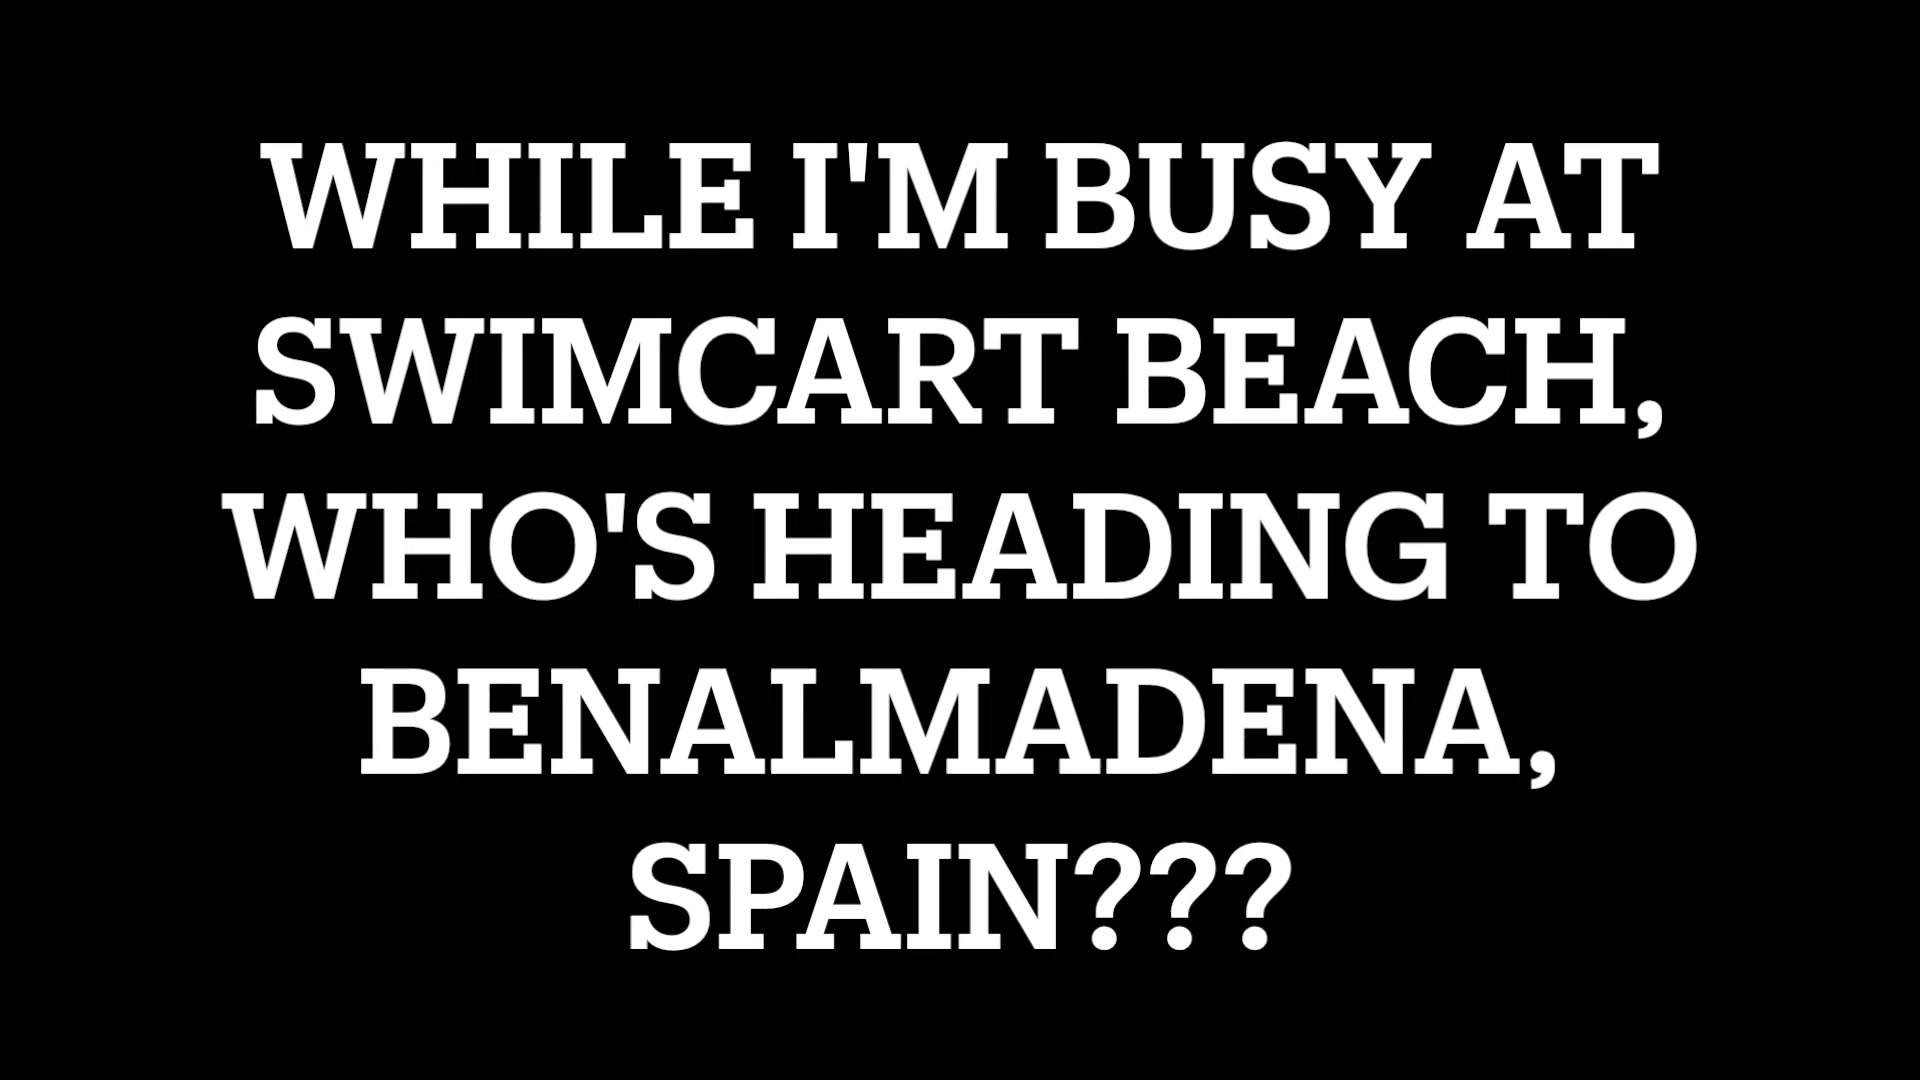 WHILE I'M BUSY AT
SWIMCART BEACH,
WHO'S HEADING TO
BENALMADENA,
SPAIN???